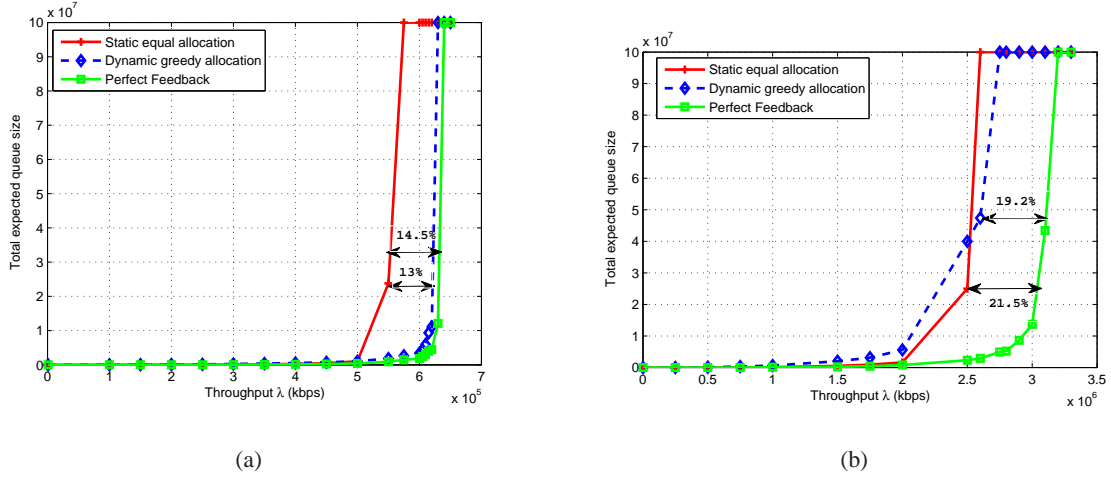 x 10^7
10
9
8
7
6
5
4
3
2
1
0
Total expected queue size
Static equal allocation
Dynamic greedy allocation
Perfect Feedback
14.5%
13%
0 1 2 3 4 5 6 7
Throughput λ (kbps)
x 10^5
(a)
x 10^7
10
9
8
7
6
5
4
3
2
1
0
Total expected queue size
Static equal allocation
Dynamic greedy allocation
Perfect Feedback
19.2%
21.5%
0 0.5 1 1.5 2 2.5 3 3.5
Throughput λ (kbps)
x 10^6
(b)